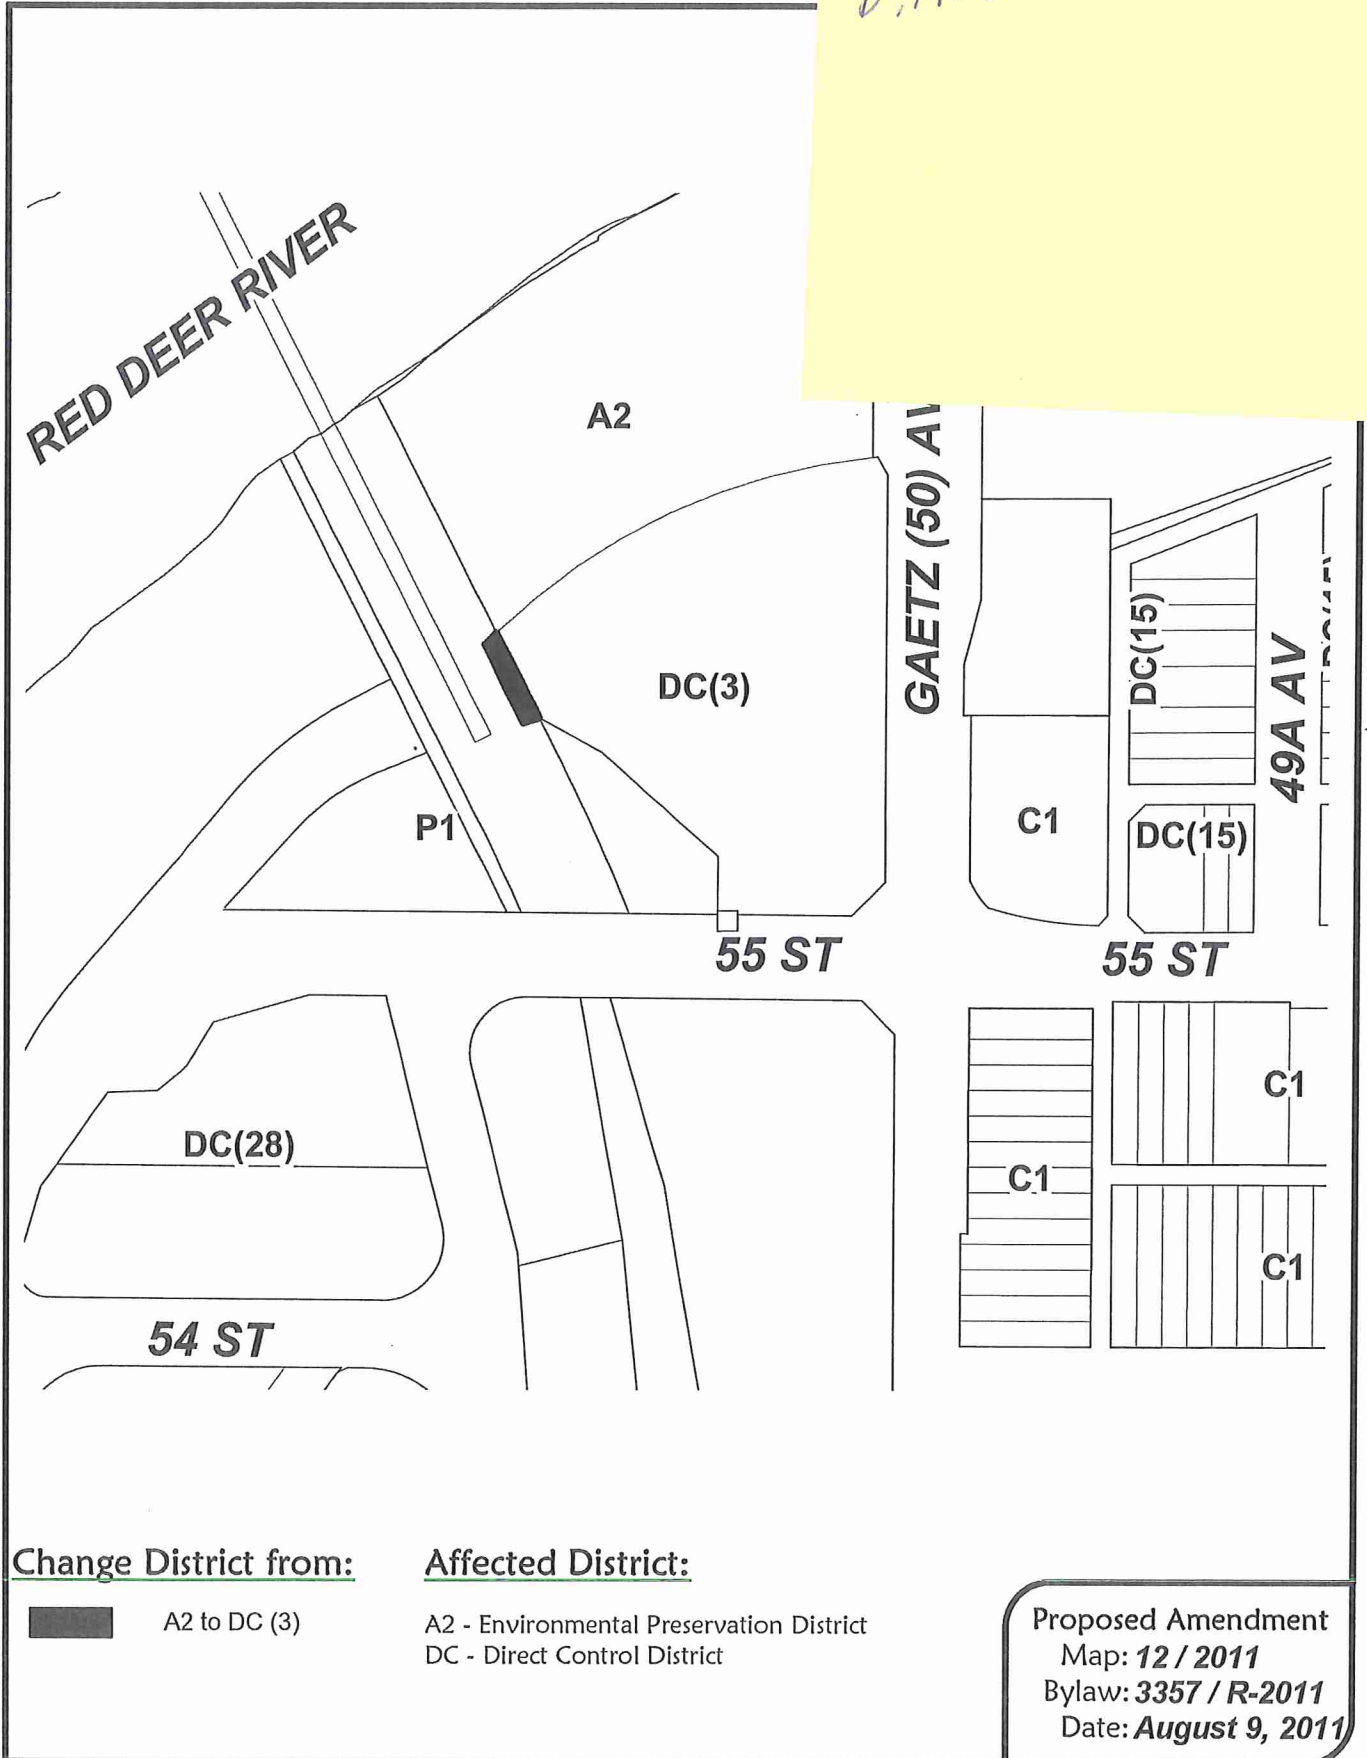 RED DEER RIVER
A2
GAETZ (50) AV
DC(3)
DC(15)
49A AV
P1
C1
DC(15)
55 ST
55 ST
C1
DC(28)
C1
C1
54 ST
Change District from:
A2 to DC (3)
Affected District:
A2 - Environmental Preservation District
DC - Direct Control District
Proposed Amendment
Map: 12 / 2011
Bylaw: 3357 / R-2011
Date: August 9, 2011